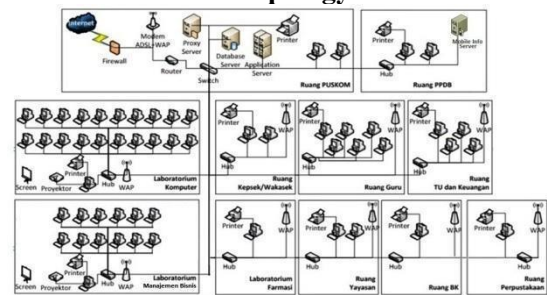 Internet
Firewall
Modem
ADSL+WAP
Router
Proxy
Server
Database
Server
Switch
Application
Server
Printer
Ruang PUSKOM
Printer
Hub
Ruang PPDB
Mobile Info
Server
Screen
Proyektor
Printer
Hub
WAP
Laboratorium
Komputer
Printer
WAP
Hub
Ruang
Kepsek/Wakasek
Printer
WAP
Hub
Ruang Guru
Printer
WAP
Hub
Ruang
TU dan Keuangan
Screen
Proyektor
Printer
Hub
WAP
Laboratorium
Manajemen Bisnis
Printer
WAP
Hub
Laboratorium
Farmasi
Printer
WAP
Hub
Ruang
Yayasan
Printer
WAP
Hub
Ruang BK
Printer
WAP
Hub
Ruang
Perpustakaan